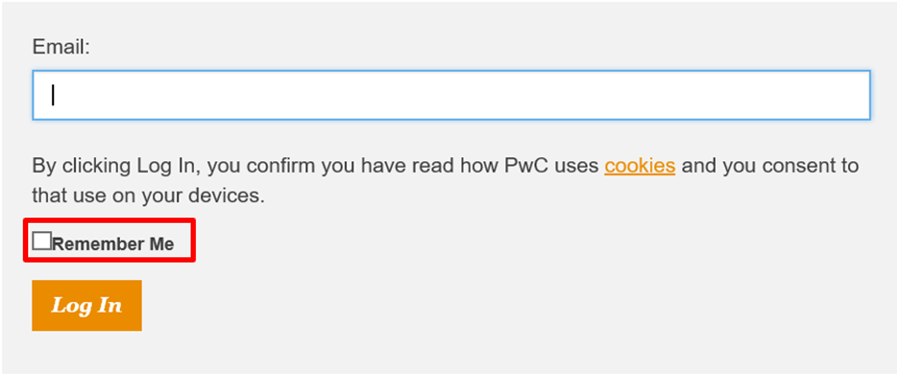 Email:
By clicking Log In, you confirm you have read how PwC uses cookies and you consent to
that use on your devices.
Remember Me
Log In